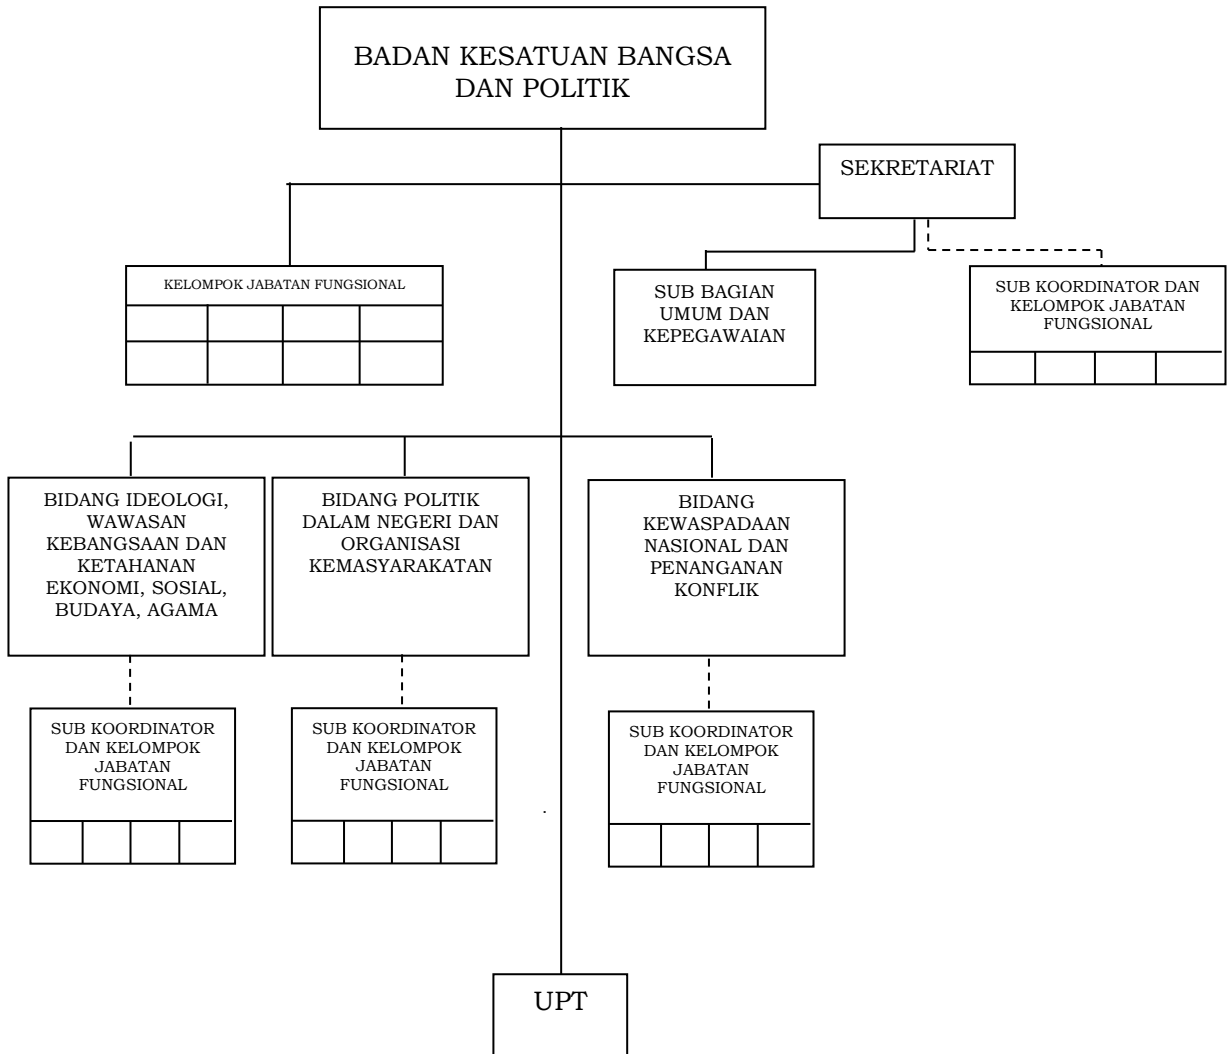 BADAN KESATUAN BANGSA
DAN POLITIK
SEKRETARIAT
KELOMPOK JABATAN FUNGSIONAL
SUB BAGIAN
UMUM DAN
KEPEGAWAIAN
SUB KOORDINATOR DAN
KELOMPOK JABATAN
FUNGSIONAL
BIDANG IDEOLOGI,
WAWASAN
KEBANGSAAN DAN
KETAHANAN
EKONOMI, SOSIAL,
BUDAYA, AGAMA
BIDANG POLITIK
DALAM NEGERI DAN
ORGANISASI
KEMASYARAKATAN
BIDANG
KEWASPADAAN
NASIONAL DAN
PENANGANAN
KONFLIK
SUB KOORDINATOR
DAN KELOMPOK
JABATAN
FUNGSIONAL
SUB KOORDINATOR
DAN KELOMPOK
JABATAN
FUNGSIONAL
SUB KOORDINATOR
DAN KELOMPOK
JABATAN
FUNGSIONAL
UPT